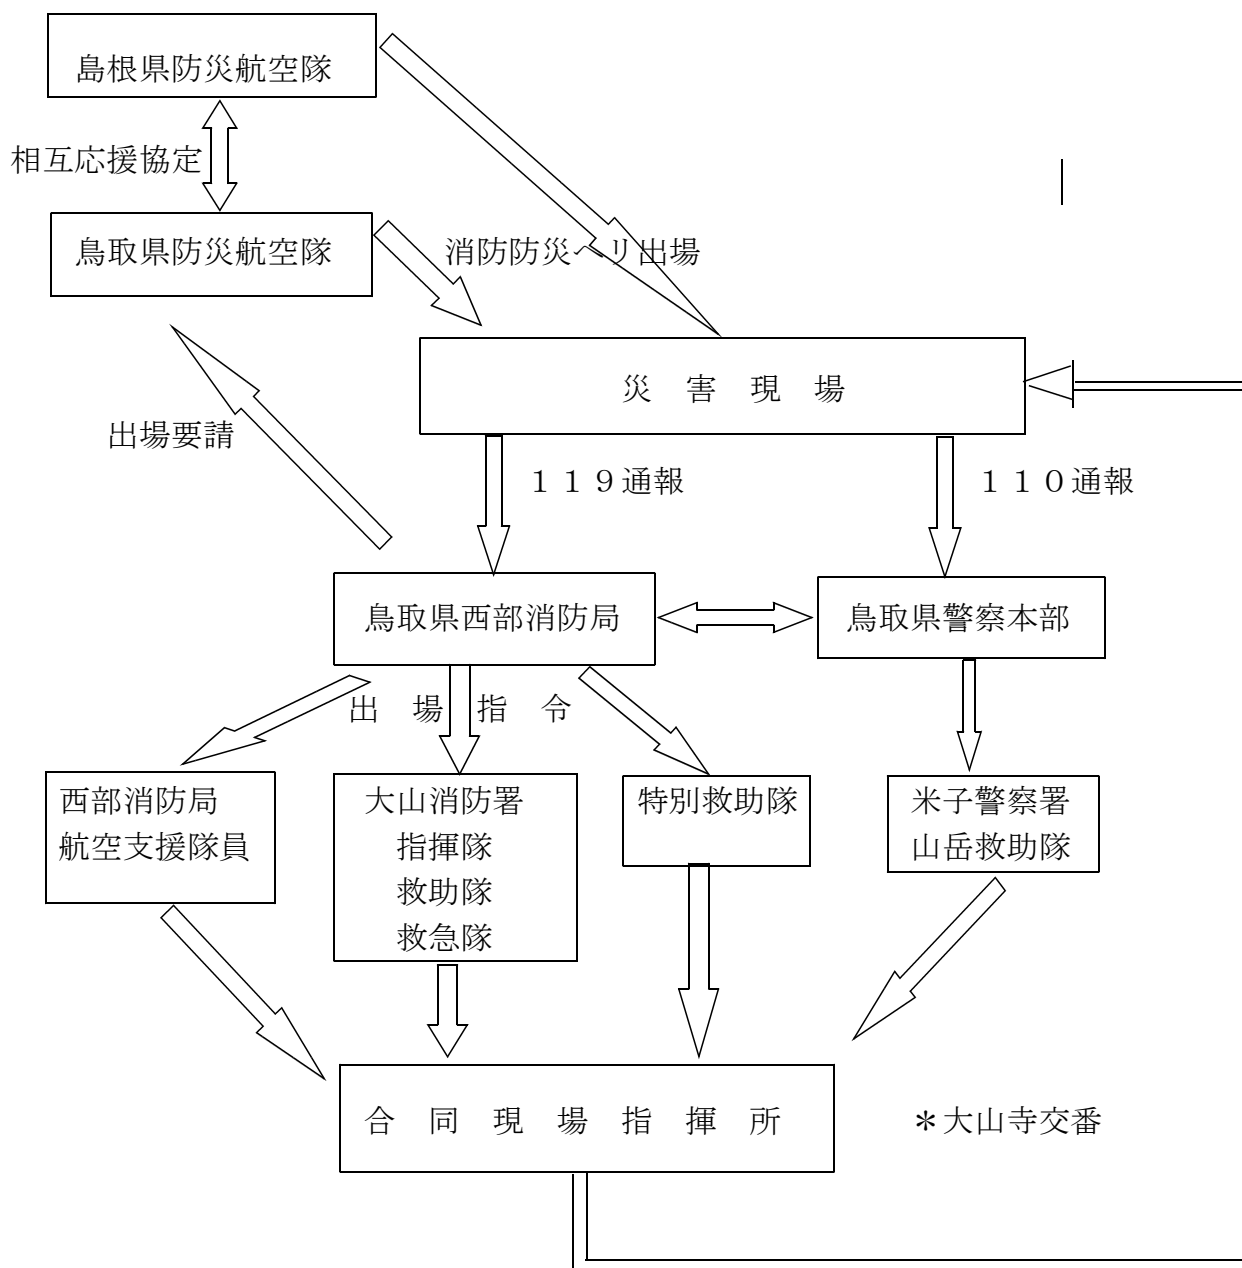 島根県防災航空隊
相互応援協定
鳥取県防災航空隊
消防防災ヘリ出場
災　害　現　場
出場要請
１１９通報
１１０通報
鳥取県西部消防局
鳥取県警察本部
出　場　指　令
西部消防局
航空支援隊員
大山消防署
指揮隊
救助隊
救急隊
特別救助隊
米子警察署
山岳救助隊
合　同　現　場　指　揮　所
＊大山寺交番